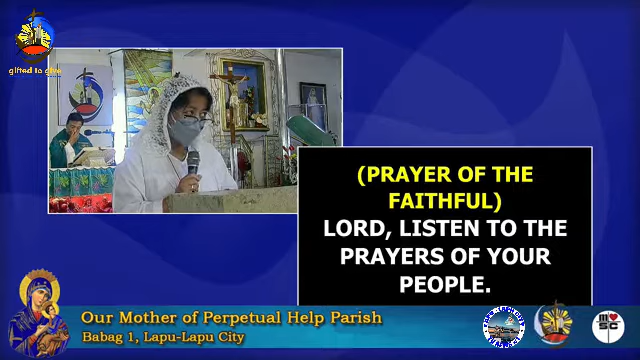 gifted to give
(PRAYER OF THE
FAITHFUL)
LORD, LISTEN TO THE
PRAYERS OF YOUR
PEOPLE.
Our Mother of Perpetual Help Parish
Babag 1, Lapu-Lapu City